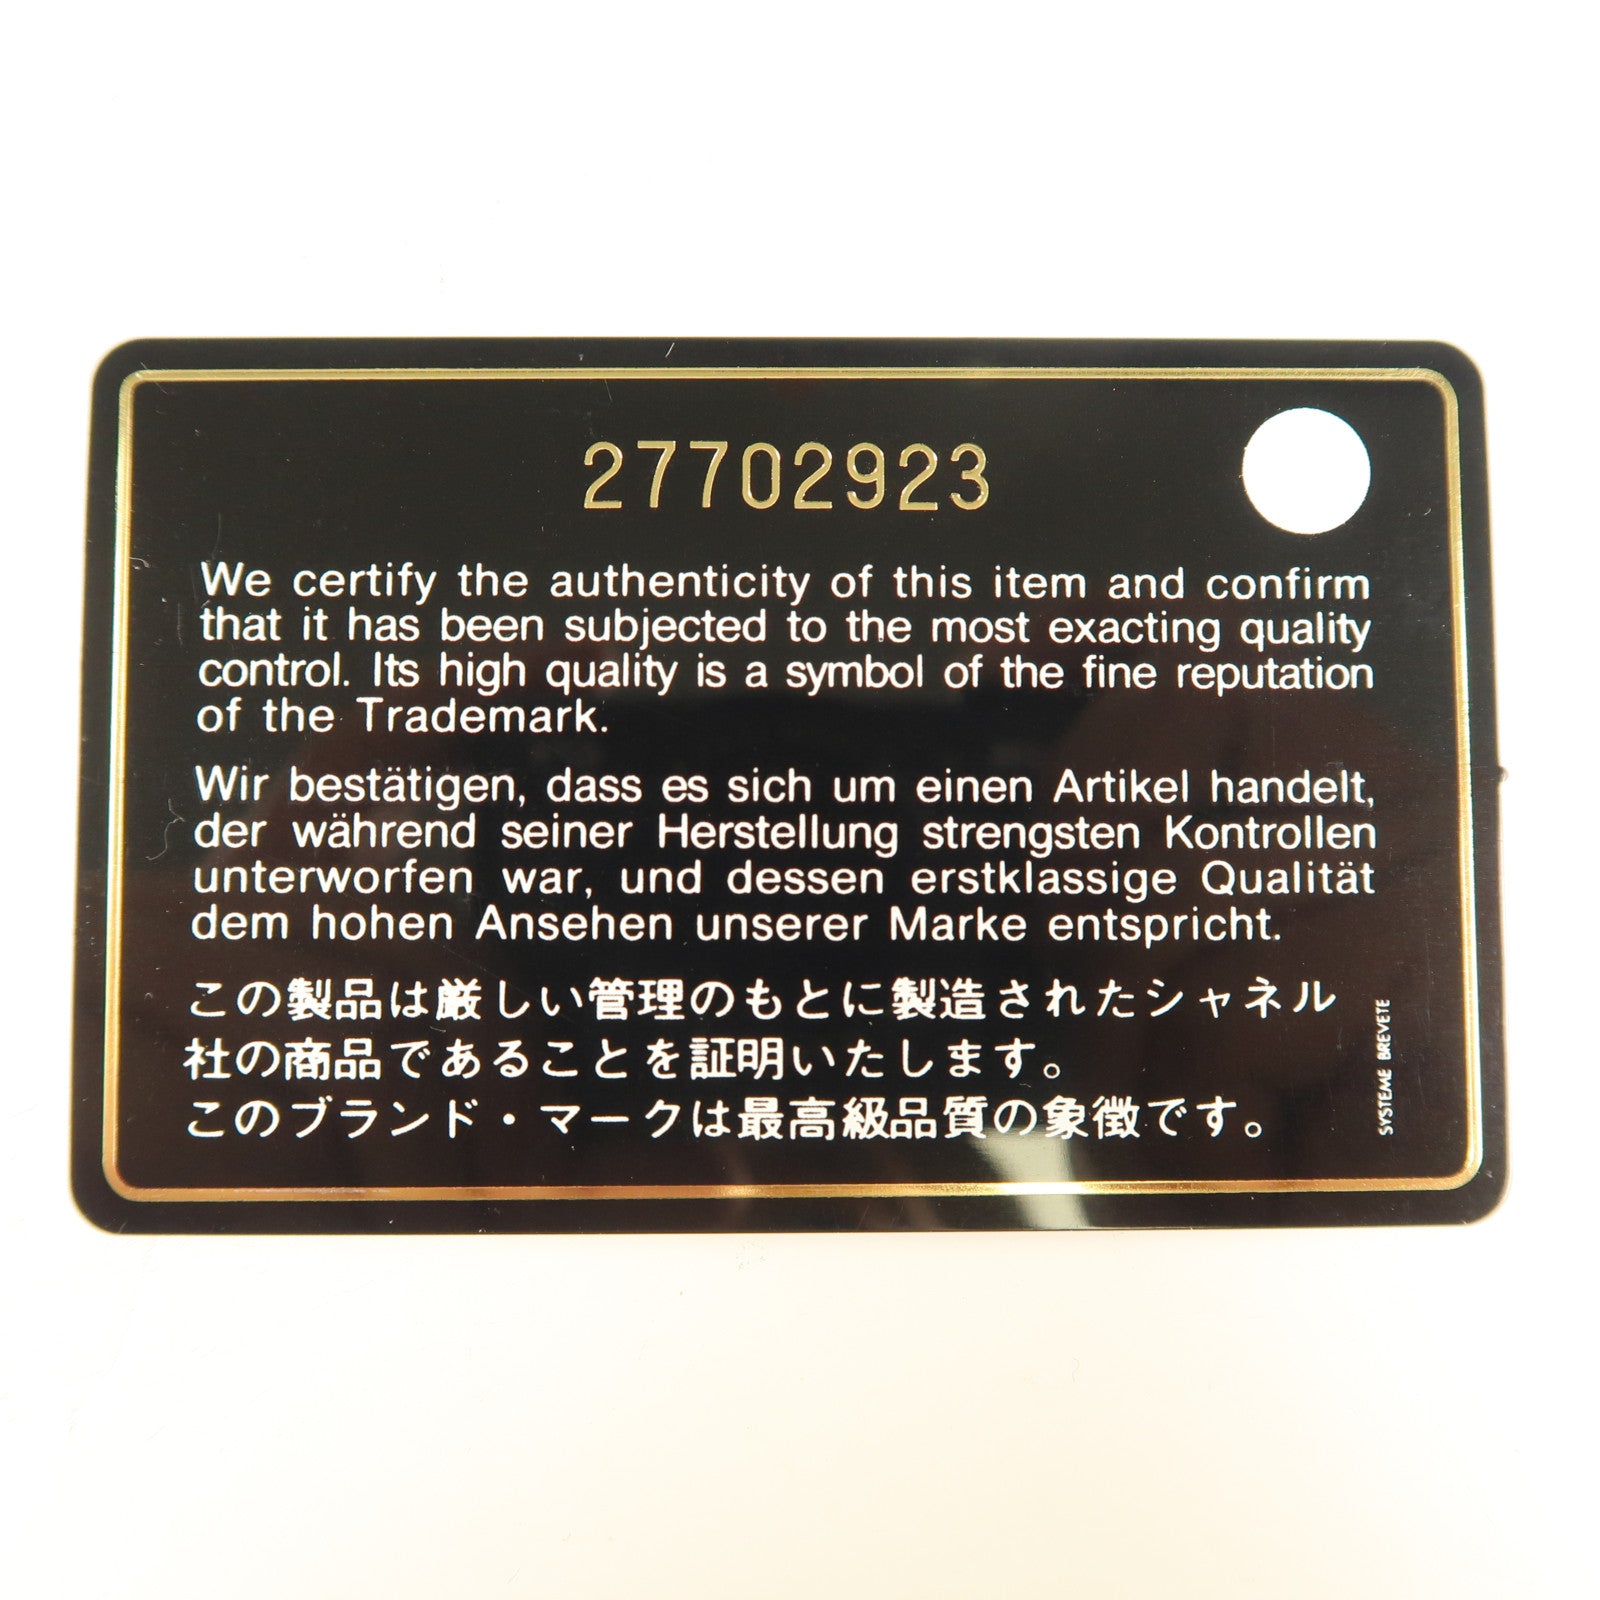 27702923
We certify the authenticity of this item and confirm
that it has been subjected to the most exacting quality
control. Its high quality is a symbol of the fine reputation
of the Trademark.
Wir bestätigen, dass es sich um einen Artikel handelt,
der während seiner Herstellung strengsten Kontrollen
unterworfen war, und dessen erstklassige Qualität
dem hohen Ansehen unserer Marke entspricht.
この製品は厳しい管理のもとに製造されたシャネル
社の商品であることを証明いたします。
このブランド・マークは最高級品質の象徴です。
SYSTEME BREVETE